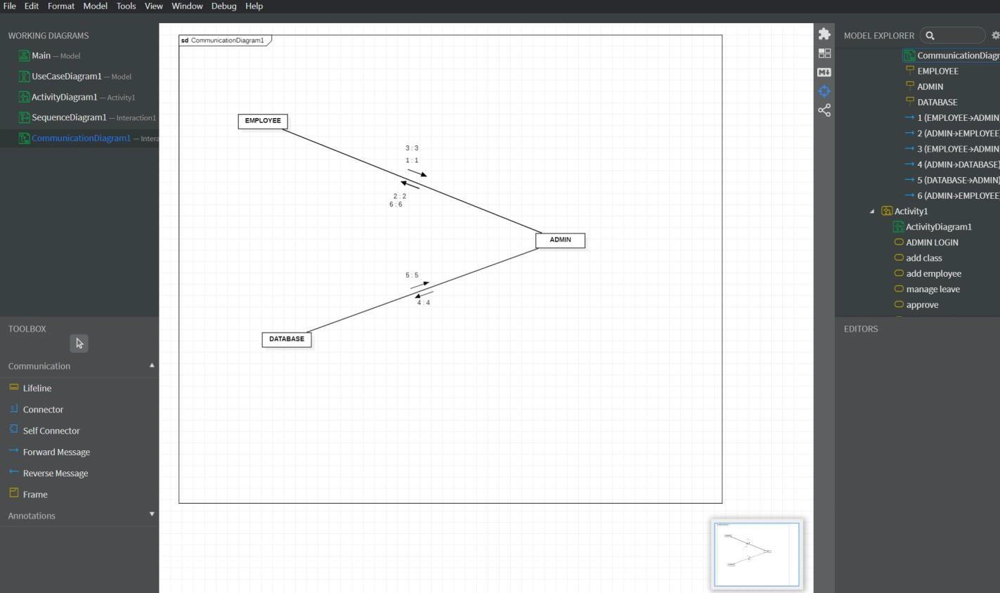 File Edit Format Model Tools View Window Debug Help
WORKING DIAGRAMS
Main — Model
UseCaseDiagram1 — Model
ActivityDiagram1 — Activity1
SequenceDiagram1 — Interaction1
CommunicationDiagram1 — Intera
TOOLBOX
Communication
Lifeline
Connector
Self Connector
Forward Message
Reverse Message
Frame
Annotations
sd CommunicationDiagram1
EMPLOYEE
3 : 3
1 : 1
2 : 2
6 : 6
ADMIN
5 : 5
4 : 4
DATABASE
M
MODEL EXPLORER
CommunicationDiagr
EMPLOYEE
ADMIN
DATABASE
1 (EMPLOYEE→ADMIN
2 (ADMIN→EMPLOYEE
3 (EMPLOYEE→ADMIN
4 (ADMIN→DATABASE)
5 (DATABASE→ADMIN)
6 (ADMIN→EMPLOYEE
Activity1
ActivityDiagram1
ADMIN LOGIN
add class
add employee
manage leave
approve
EDITORS